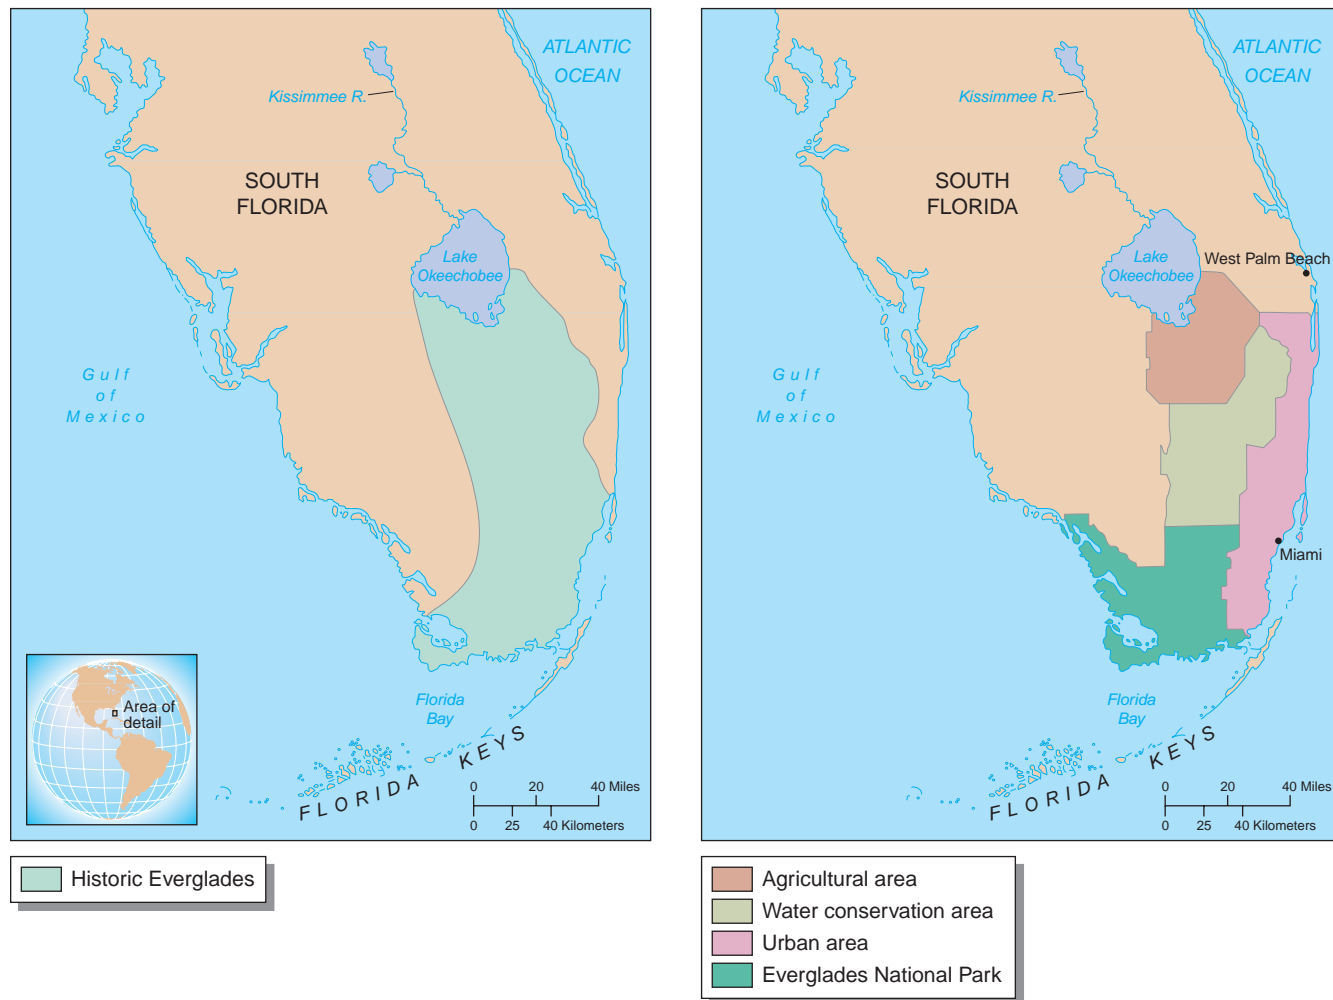 ATLANTIC
OCEAN
Kissimmee R.
SOUTH
FLORIDA
Lake
Okeechobee
Gulf
of
Mexico
Area of
detail
Florida
Bay
FLORIDA KEYS
0 20 40 Miles
0 25 40 Kilometers
Historic Everglades
ATLANTIC
OCEAN
Kissimmee R.
SOUTH
FLORIDA
Lake
Okeechobee
West Palm Beach
Gulf
of
Mexico
Miami
Florida
Bay
FLORIDA KEYS
0 20 40 Miles
0 25 40 Kilometers
Agricultural area
Water conservation area
Urban area
Everglades National Park